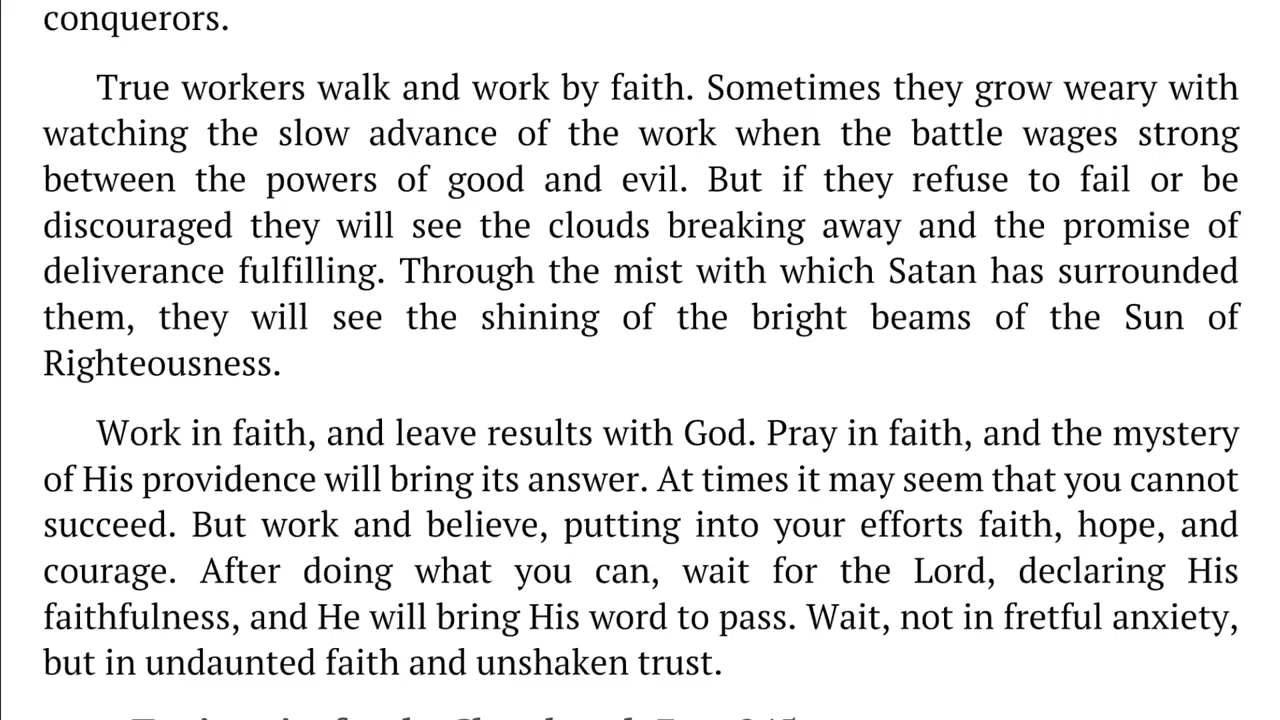 conquerors.
True workers walk and work by faith. Sometimes they grow weary with
watching the slow advance of the work when the battle wages strong
between the powers of good and evil. But if they refuse to fail or be
discouraged they will see the clouds breaking away and the promise of
deliverance fulfilling. Through the mist with which Satan has surrounded
them, they will see the shining of the bright beams of the Sun of
Righteousness.
Work in faith, and leave results with God. Pray in faith, and the mystery
of His providence will bring its answer. At times it may seem that you cannot
succeed. But work and believe, putting into your efforts faith, hope, and
courage. After doing what you can, wait for the Lord, declaring His
faithfulness, and He will bring His word to pass. Wait, not in fretful anxiety,
but in undaunted faith and unshaken trust.